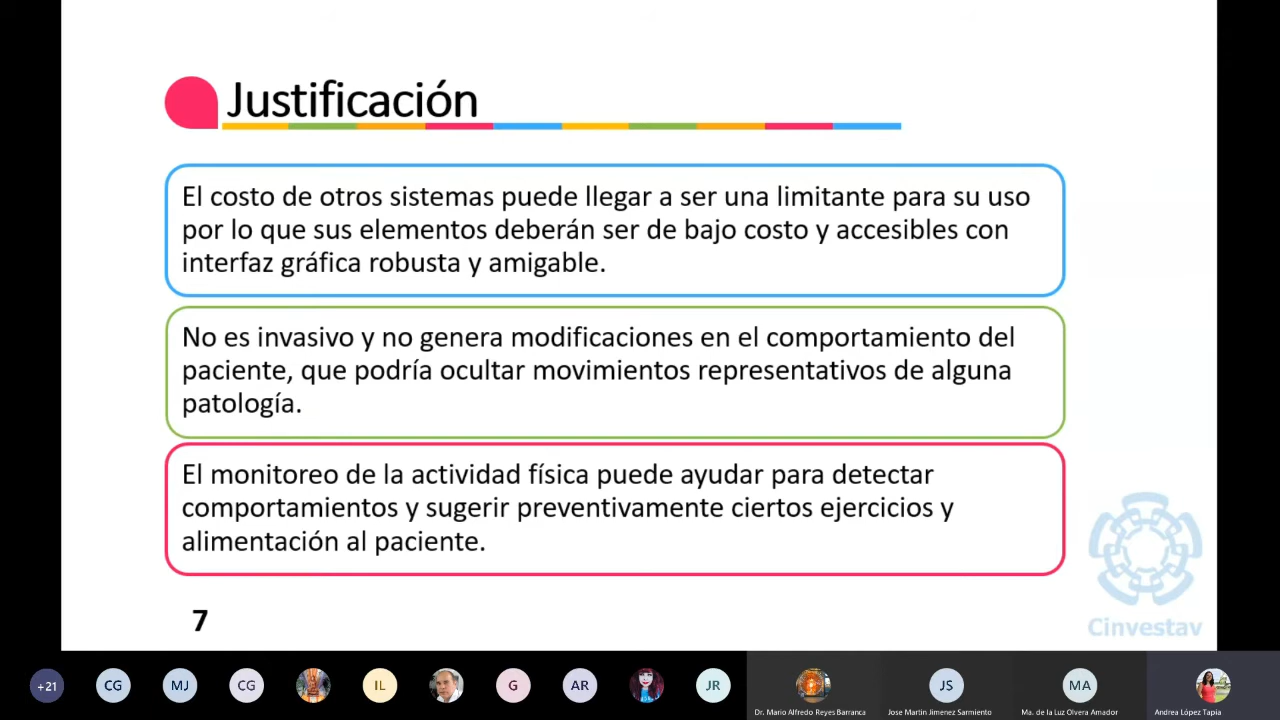 Justificación
El costo de otros sistemas puede llegar a ser una limitante para su uso
por lo que sus elementos deberán ser de bajo costo y accesibles con
interfaz gráfica robusta y amigable.
No es invasivo y no genera modificaciones en el comportamiento del
paciente, que podría ocultar movimientos representativos de alguna
patología.
El monitoreo de la actividad física puede ayudar para detectar
comportamientos y sugerir preventivamente ciertos ejercicios y
alimentación al paciente.
Cinvestav
7
+21
CG
MJ
CG
IL
G
AR
JR
Dr. Mario Alfredo Reyes Barranca
JS
Jose Martin Jimenez Sarmiento
MA
Ma. de la Luz Olvera Amador
Andrea López Tapia